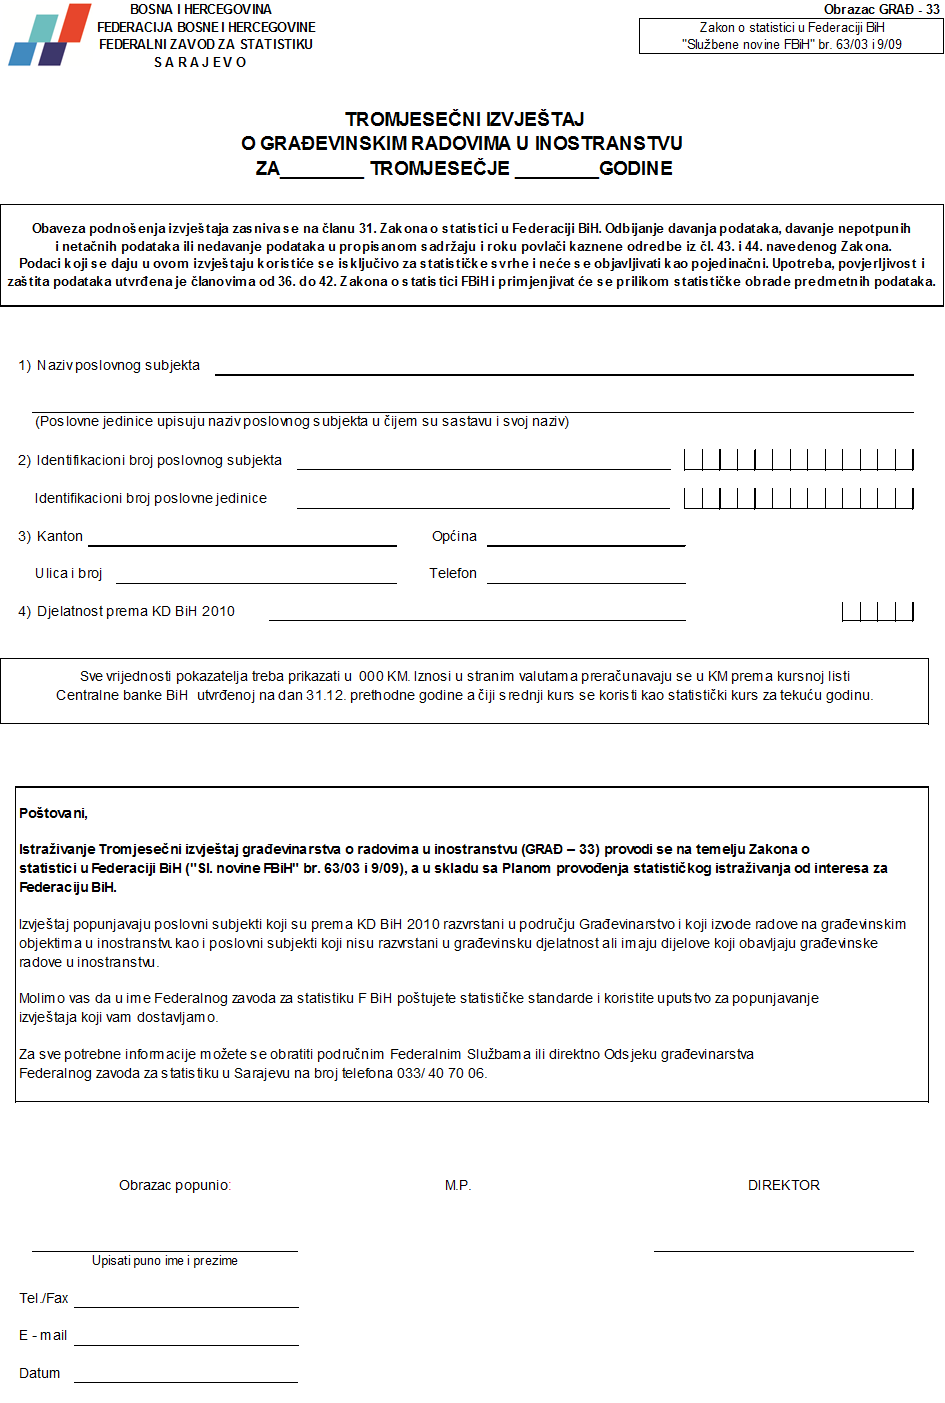 BOSNA I HERCEGOVINA
FEDERACIJA BOSNE I HERCEGOVINE
FEDERALNI ZAVOD ZA STATISTIKU
S A R A J E V O
Obrazac GRAĐ - 33
Zakon o statistici u Federaciji BiH
"Službene novine FBiH" br. 63/03 i 9/09
TROMJESEČNI IZVJEŠTAJ
O GRAĐEVINSKIM RADOVIMA U INOSTRANSTVU
ZA________ TROMJESEČJE ________GODINE
Obaveza podnošenja izvještaja zasniva se na članu 31. Zakona o statistici u Federaciji BiH. Odbijanje davanja podataka, davanje nepotpunih
i netačnih podataka ili nedavanje podataka u propisanom sadržaju i roku povlači kaznene odredbe iz čl. 43. i 44. navedenog Zakona.
Podaci koji se daju u ovom izvještaju koristiće se isključivo za statističke svrhe i neće se objavljivati kao pojedinačni. Upotreba, povjerljivost i
zaštita podataka utvrđena je članovima od 36. do 42. Zakona o statistici FBiH i primjenjivat će se prilikom statističke obrade predmetnih podataka.
1) Naziv poslovnog subjekta
(Poslovne jedinice upisuju naziv poslovnog subjekta u čijem su sastavu i svoj naziv)
2) Identifikacioni broj poslovnog subjekta
Identifikacioni broj poslovne jedinice
3) Kanton
Općina
Ulica i broj
Telefon
4) Djelatnost prema KD BiH 2010
Sve vrijednosti pokazatelja treba prikazati u 000 KM. Iznosi u stranim valutama preračunavaju se u KM prema kursnoj listi
Centralne banke BiH utvrđenoj na dan 31.12. prethodne godine a čiji srednji kurs se koristi kao statistički kurs za tekuću godinu.
Poštovani,
Istraživanje Tromjesečni izvještaj građevinarstva o radovima u inostranstvu (GRAĐ – 33) provodi se na temelju Zakona o
statistici u Federaciji BiH ("Sl. novine FBiH" br. 63/03 i 9/09), a u skladu sa Planom provođenja statističkog istraživanja od interesa za
Federaciju BiH.
Izvještaj popunjavaju poslovni subjekti koji su prema KD BiH 2010 razvrstani u području Građevinarstvo i koji izvode radove na građevinskim
objektima u inostranstv. kao i poslovni subjekti koji nisu razvrstani u građevinsku djelatnost ali imaju dijelove koji obavljaju građevinske
radove u inostranstvu.
Molimo vas da u ime Federalnog zavoda za statistiku F BiH poštujete statističke standarde i koristite uputstvo za popunjavanje
izvještaja koji vam dostavljamo.
Za sve potrebne informacije možete se obratiti područnim Federalnim Službama ili direktno Odsjeku građevinarstva
Federalnog zavoda za statistiku u Sarajevu na broj telefona 033/ 40 70 06.
Obrazac popunio:
M.P.
DIREKTOR
Upisati puno ime i prezime
Tel./Fax
E - mail
Datum